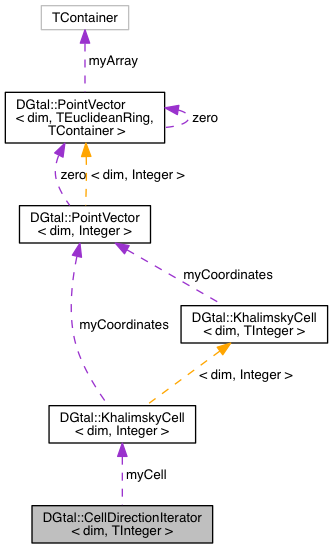 TContainer
myArray
DGtal::PointVector
< dim, TEuclideanRing,
TContainer >
zero
zero
< dim, Integer >
DGtal::PointVector
< dim, Integer >
myCoordinates
myCoordinates
DGtal::KhalimskyCell
< dim, TInteger >
< dim, Integer >
DGtal::KhalimskyCell
< dim, Integer >
myCell
DGtal::CellDirectionIterator
< dim, TInteger >